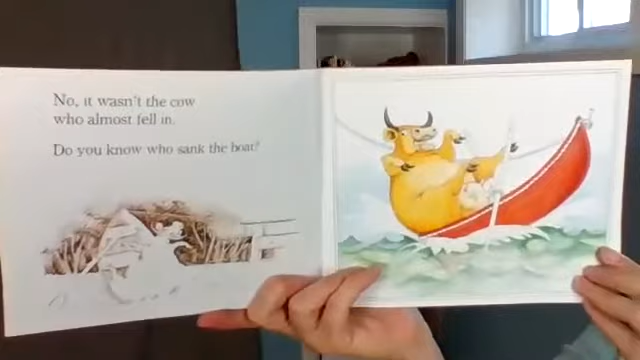 No, it wasn't the cow
who almost fell in.
Do you know who sank the boat?